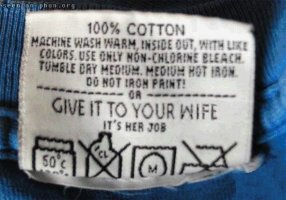 100% COTTON
MACHINE WASH WARM, INSIDE OUT, WITH LIKE
COLORS. USE ONLY NON-CHLORINE BLEACH.
TUMBLE DRY MEDIUM. MEDIUM HOT IRON.
DO NOT IRON PRINT!
OR
GIVE IT TO YOUR WIFE
IT'S HER JOB
50°C CL M